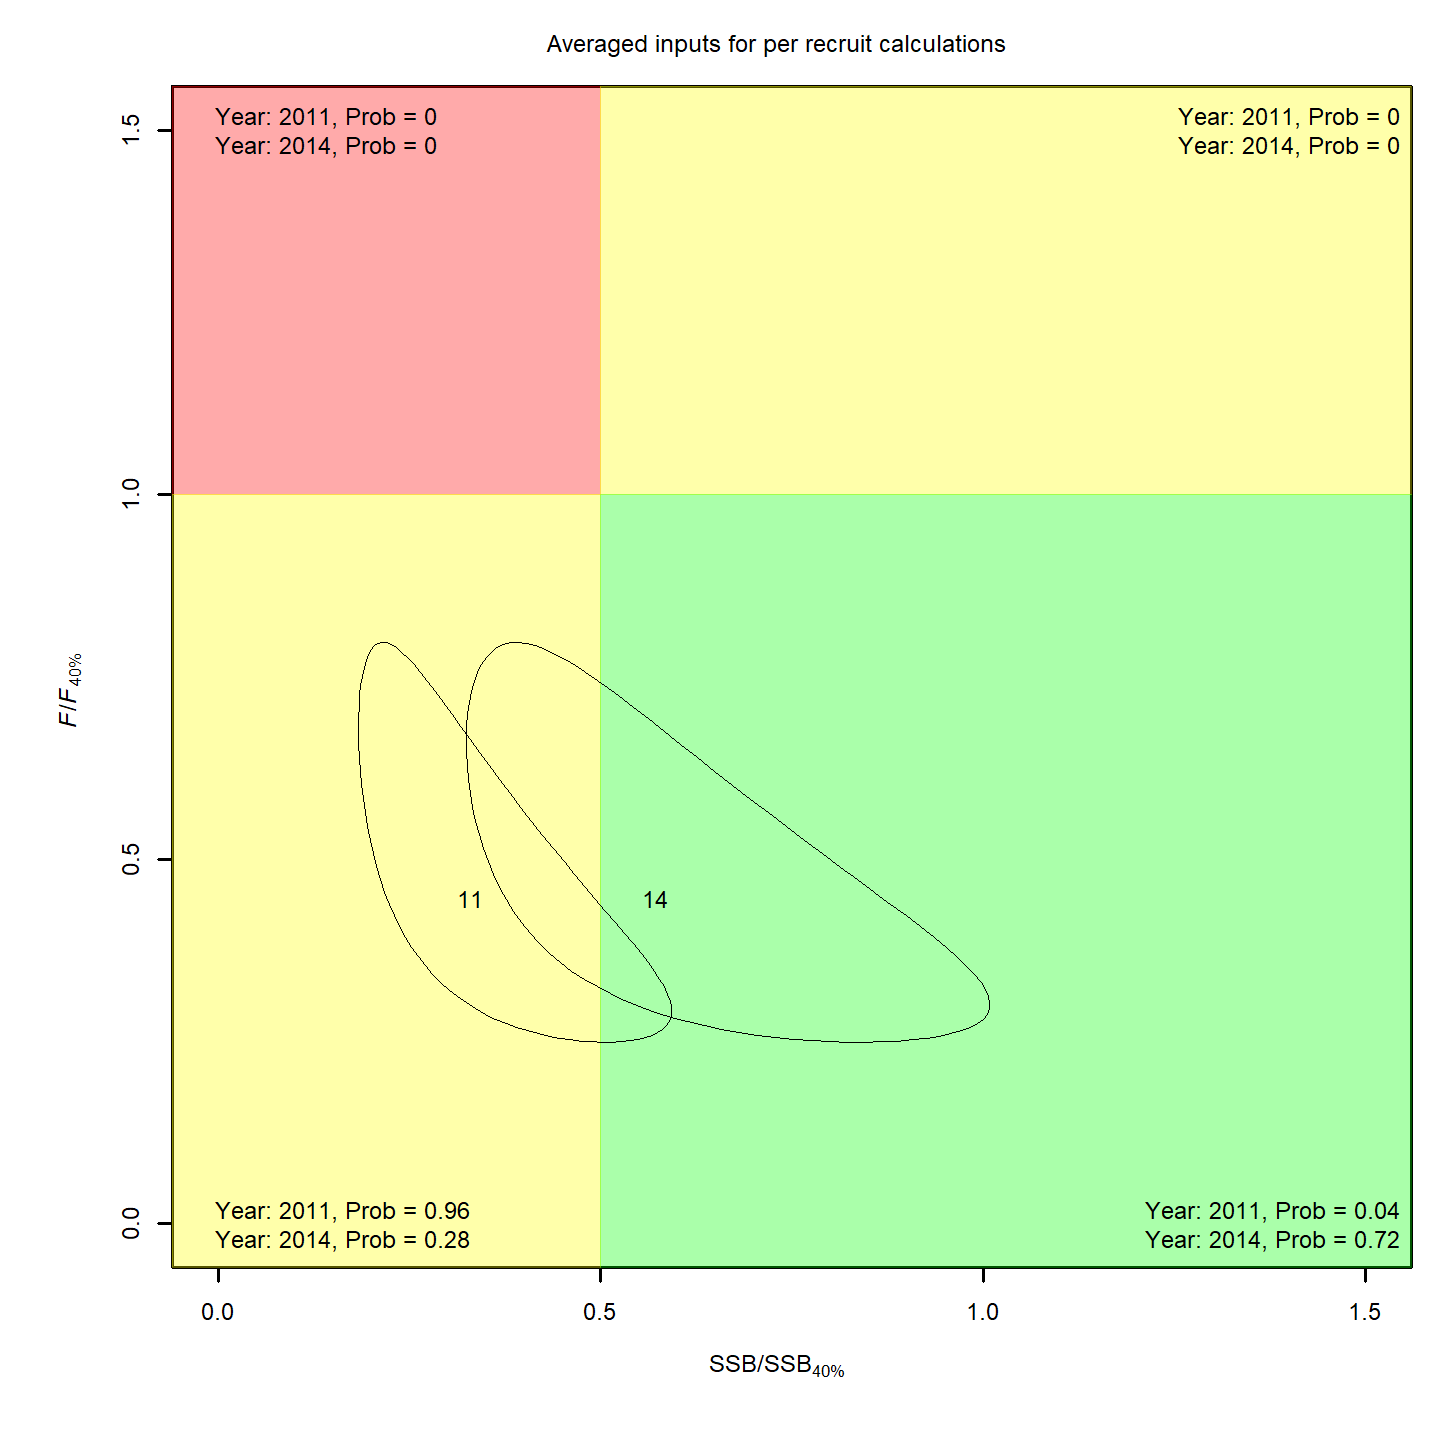 Averaged inputs for per recruit calculations
Year: 2011, Prob = 0
Year: 2014, Prob = 0
Year: 2011, Prob = 0
Year: 2014, Prob = 0
1.5
1.0
0.5
0.0
F/F40%
11
14
Year: 2011, Prob = 0.96
Year: 2014, Prob = 0.28
Year: 2011, Prob = 0.04
Year: 2014, Prob = 0.72
0.0
0.5
1.0
1.5
SSB/SSB40%